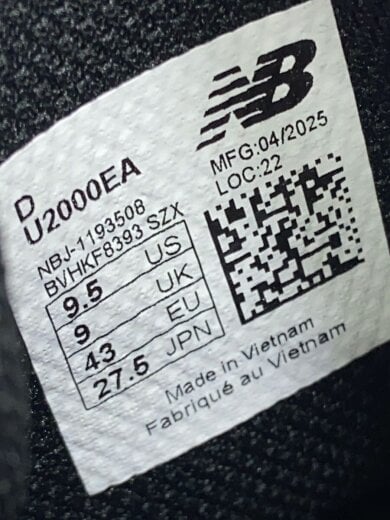 NB
MFG:04/2025
LOC:22
D
U2000EA
NBJ-1193508
BVHKF8393 SZX
9.5 US
9 UK
43 EU
27.5 JPN
Made in Vietnam
Fabriqué au Vietnam